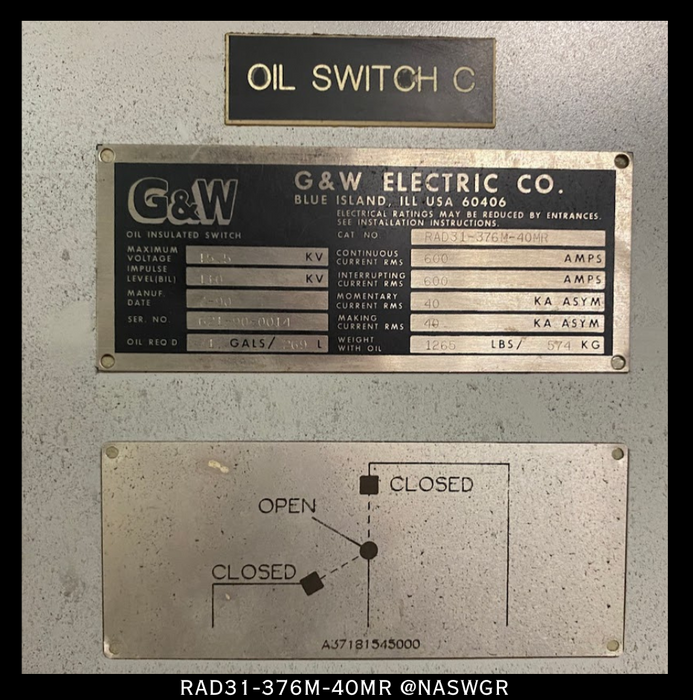 OIL SWITCH C
G&W ELECTRIC CO.
BLUE ISLAND, ILL USA 60406
ELECTRICAL RATINGS MAY BE REDUCED BY ENTRANCES.
SEE INSTALLATION INSTRUCTIONS.
G&W
OIL INSULATED SWITCH
CAT NO RAD31-376M-40MR
MAXIMUM VOLTAGE KV
CONTINUOUS CURRENT RMS 600 AMPS
IMPULSE LEVEL(BIL) KV
INTERRUPTING CURRENT RMS 600 AMPS
MANUF. DATE
MOMENTARY CURRENT RMS 40 KA ASYM
SER. NO.
MAKING CURRENT RMS 40 KA ASYM
OIL REQ D GALS/ L
WEIGHT WITH OIL 1265 LBS/ 574 KG
CLOSED
OPEN
CLOSED
A37181545000
RAD31-376M-40MR @NASWGR